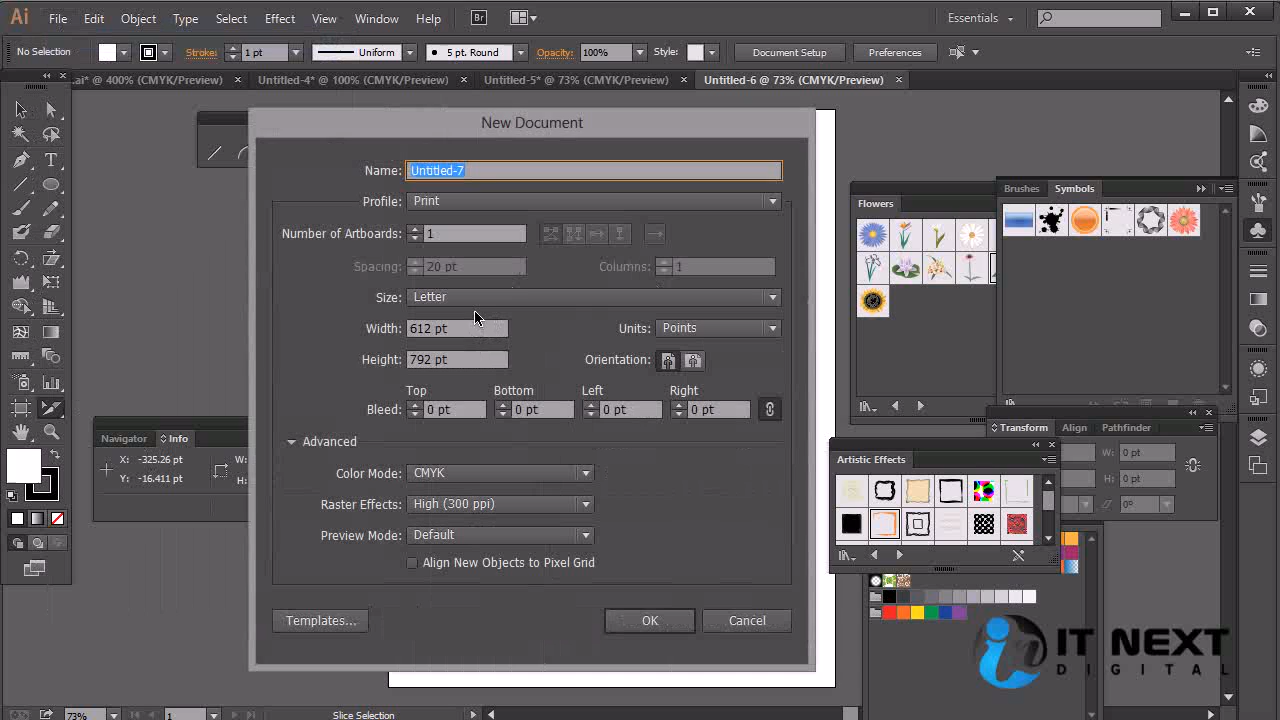 Ai File Edit Object Type Select Effect View Window Help Br Essentials
No Selection Stroke: 1 pt Uniform 5 pt. Round Opacity: 100% Style: Document Setup Preferences
.ai* @ 400% (CMYK/Preview) × Untitled-4* @ 100% (CMYK/Preview) × Untitled-5* @ 73% (CMYK/Preview) × Untitled-6 @ 73% (CMYK/Preview) ×
New Document
Name: Untitled-7
Profile: Print
Number of Artboards: 1
Spacing: 20 pt Columns: 1
Size: Letter
Width: 612 pt Units: Points
Height: 792 pt Orientation:
Top Bottom Left Right
Bleed: 0 pt 0 pt 0 pt 0 pt
Advanced
Color Mode: CMYK
Raster Effects: High (300 ppi)
Preview Mode: Default
Align New Objects to Pixel Grid
Templates... OK Cancel
Navigator Info
X: -325.26 pt W:
Y: -16.411 pt H:
Flowers
Brushes Symbols
Transform Align Pathfinder
W: 0 pt
H: 0 pt
0°
Artistic Effects
IT NEXT
DIGITAL
73% 1 Slice Selection